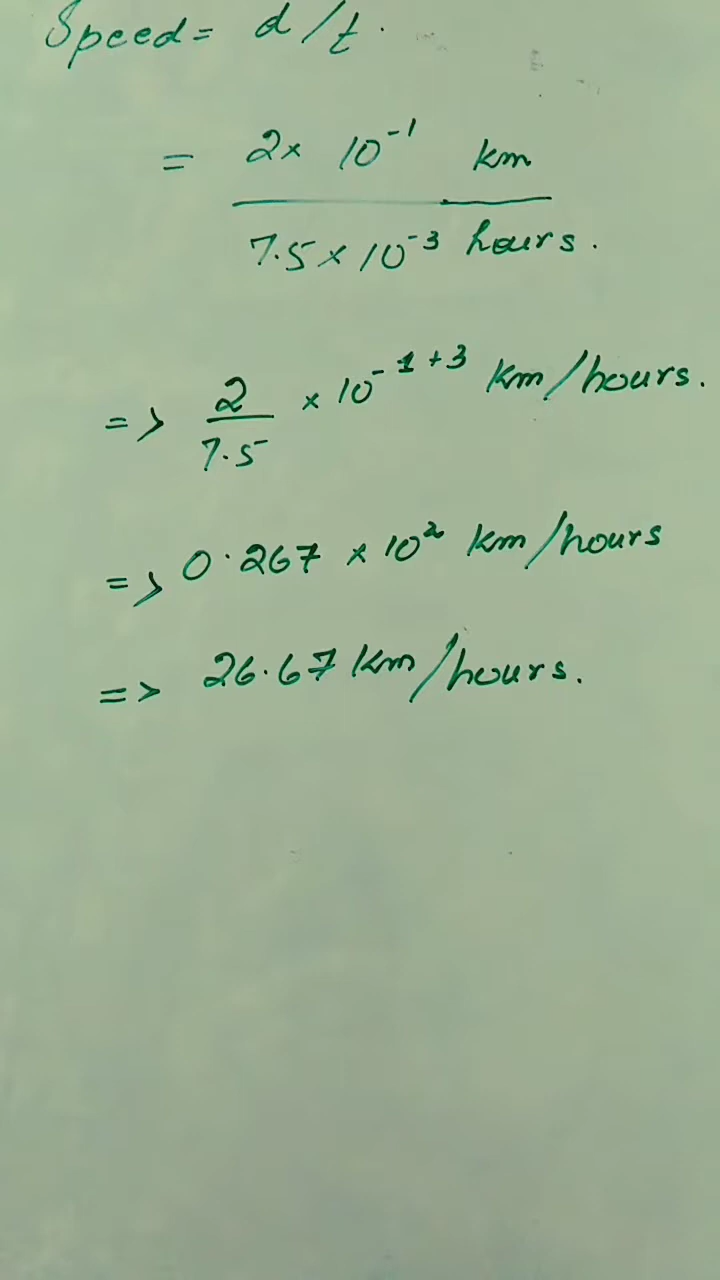 Speed = d/t.
= 2 × 10⁻¹ km
7.5 × 10⁻³ hours.
=> 2/7.5 × 10⁻¹⁺³ km/hours.
=> 0.267 × 10² km/hours
=> 26.67 km/hours.